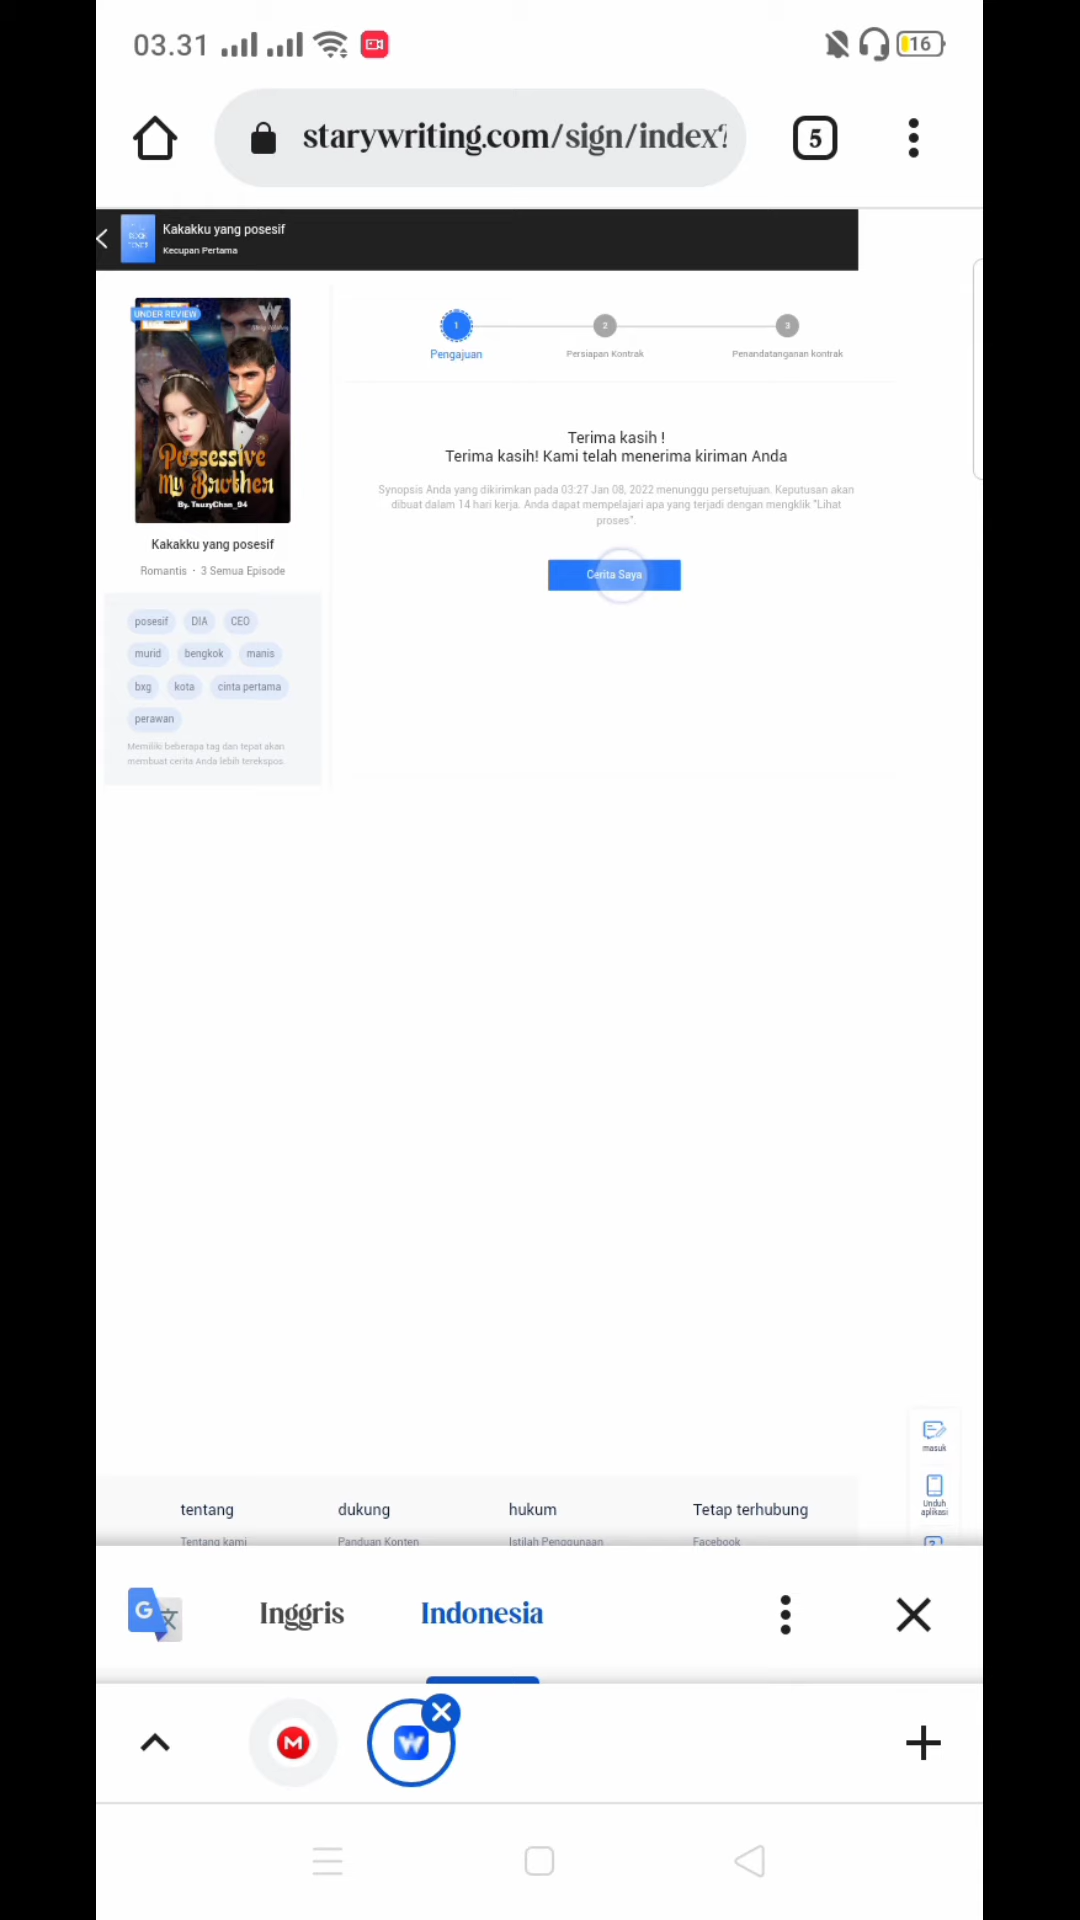 03.31
16
starywriting.com/sign/index?
5
Kakakku yang posesif
Kecupan Pertama
UNDER REVIEW
Possessive
My Brother
By. TsuzyChan_94
Kakakku yang posesif
Romantis · 3 Semua Episode
posesif DIA CEO
murid bengkok manis
bxg kota cinta pertama
perawan
Memiliki beberapa tag dan tepat akan
membuat cerita Anda lebih terekspos.
1 2 3
Pengajuan Persiapan Kontrak Penandatanganan kontrak
Terima kasih !
Terima kasih! Kami telah menerima kiriman Anda
Synopsis Anda yang dikirimkan pada 03:27 Jan 08, 2022 menunggu persetujuan. Keputusan akan
dibuat dalam 14 hari kerja. Anda dapat mempelajari apa yang terjadi dengan mengklik "Lihat
proses".
Cerita Saya
masuk
Unduh
aplikasi
tentang dukung hukum Tetap terhubung
Tentang kami Panduan Konten Istilah Penggunaan Facebook
G Inggris Indonesia
M W